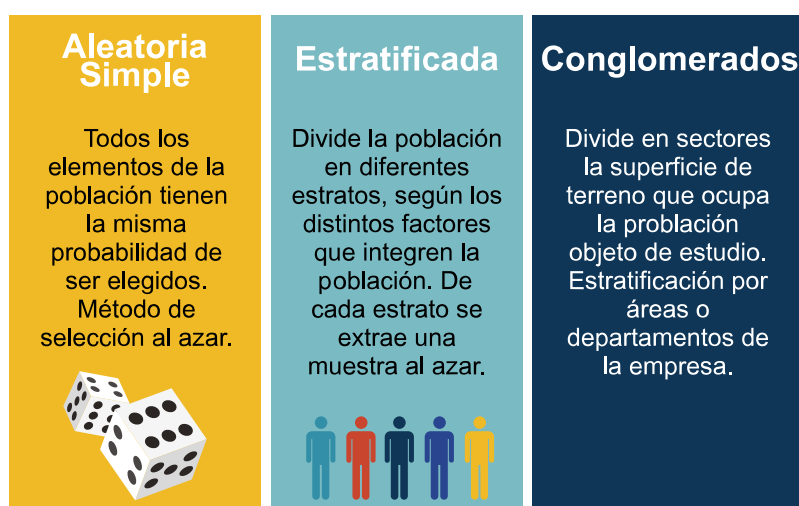 Aleatoria
Simple
Todos los
elementos de la
población tienen
la misma
probabilidad de
ser elegidos.
Método de
selección al azar.
Estratificada
Divide la población
en diferentes
estratos, según los
distintos factores
que integren la
población. De
cada estrato se
extrae una
muestra al azar.
Conglomerados
Divide en sectores
la superficie de
terreno que ocupa
la problación
objeto de estudio.
Estratificación por
áreas o
departamentos de
la empresa.